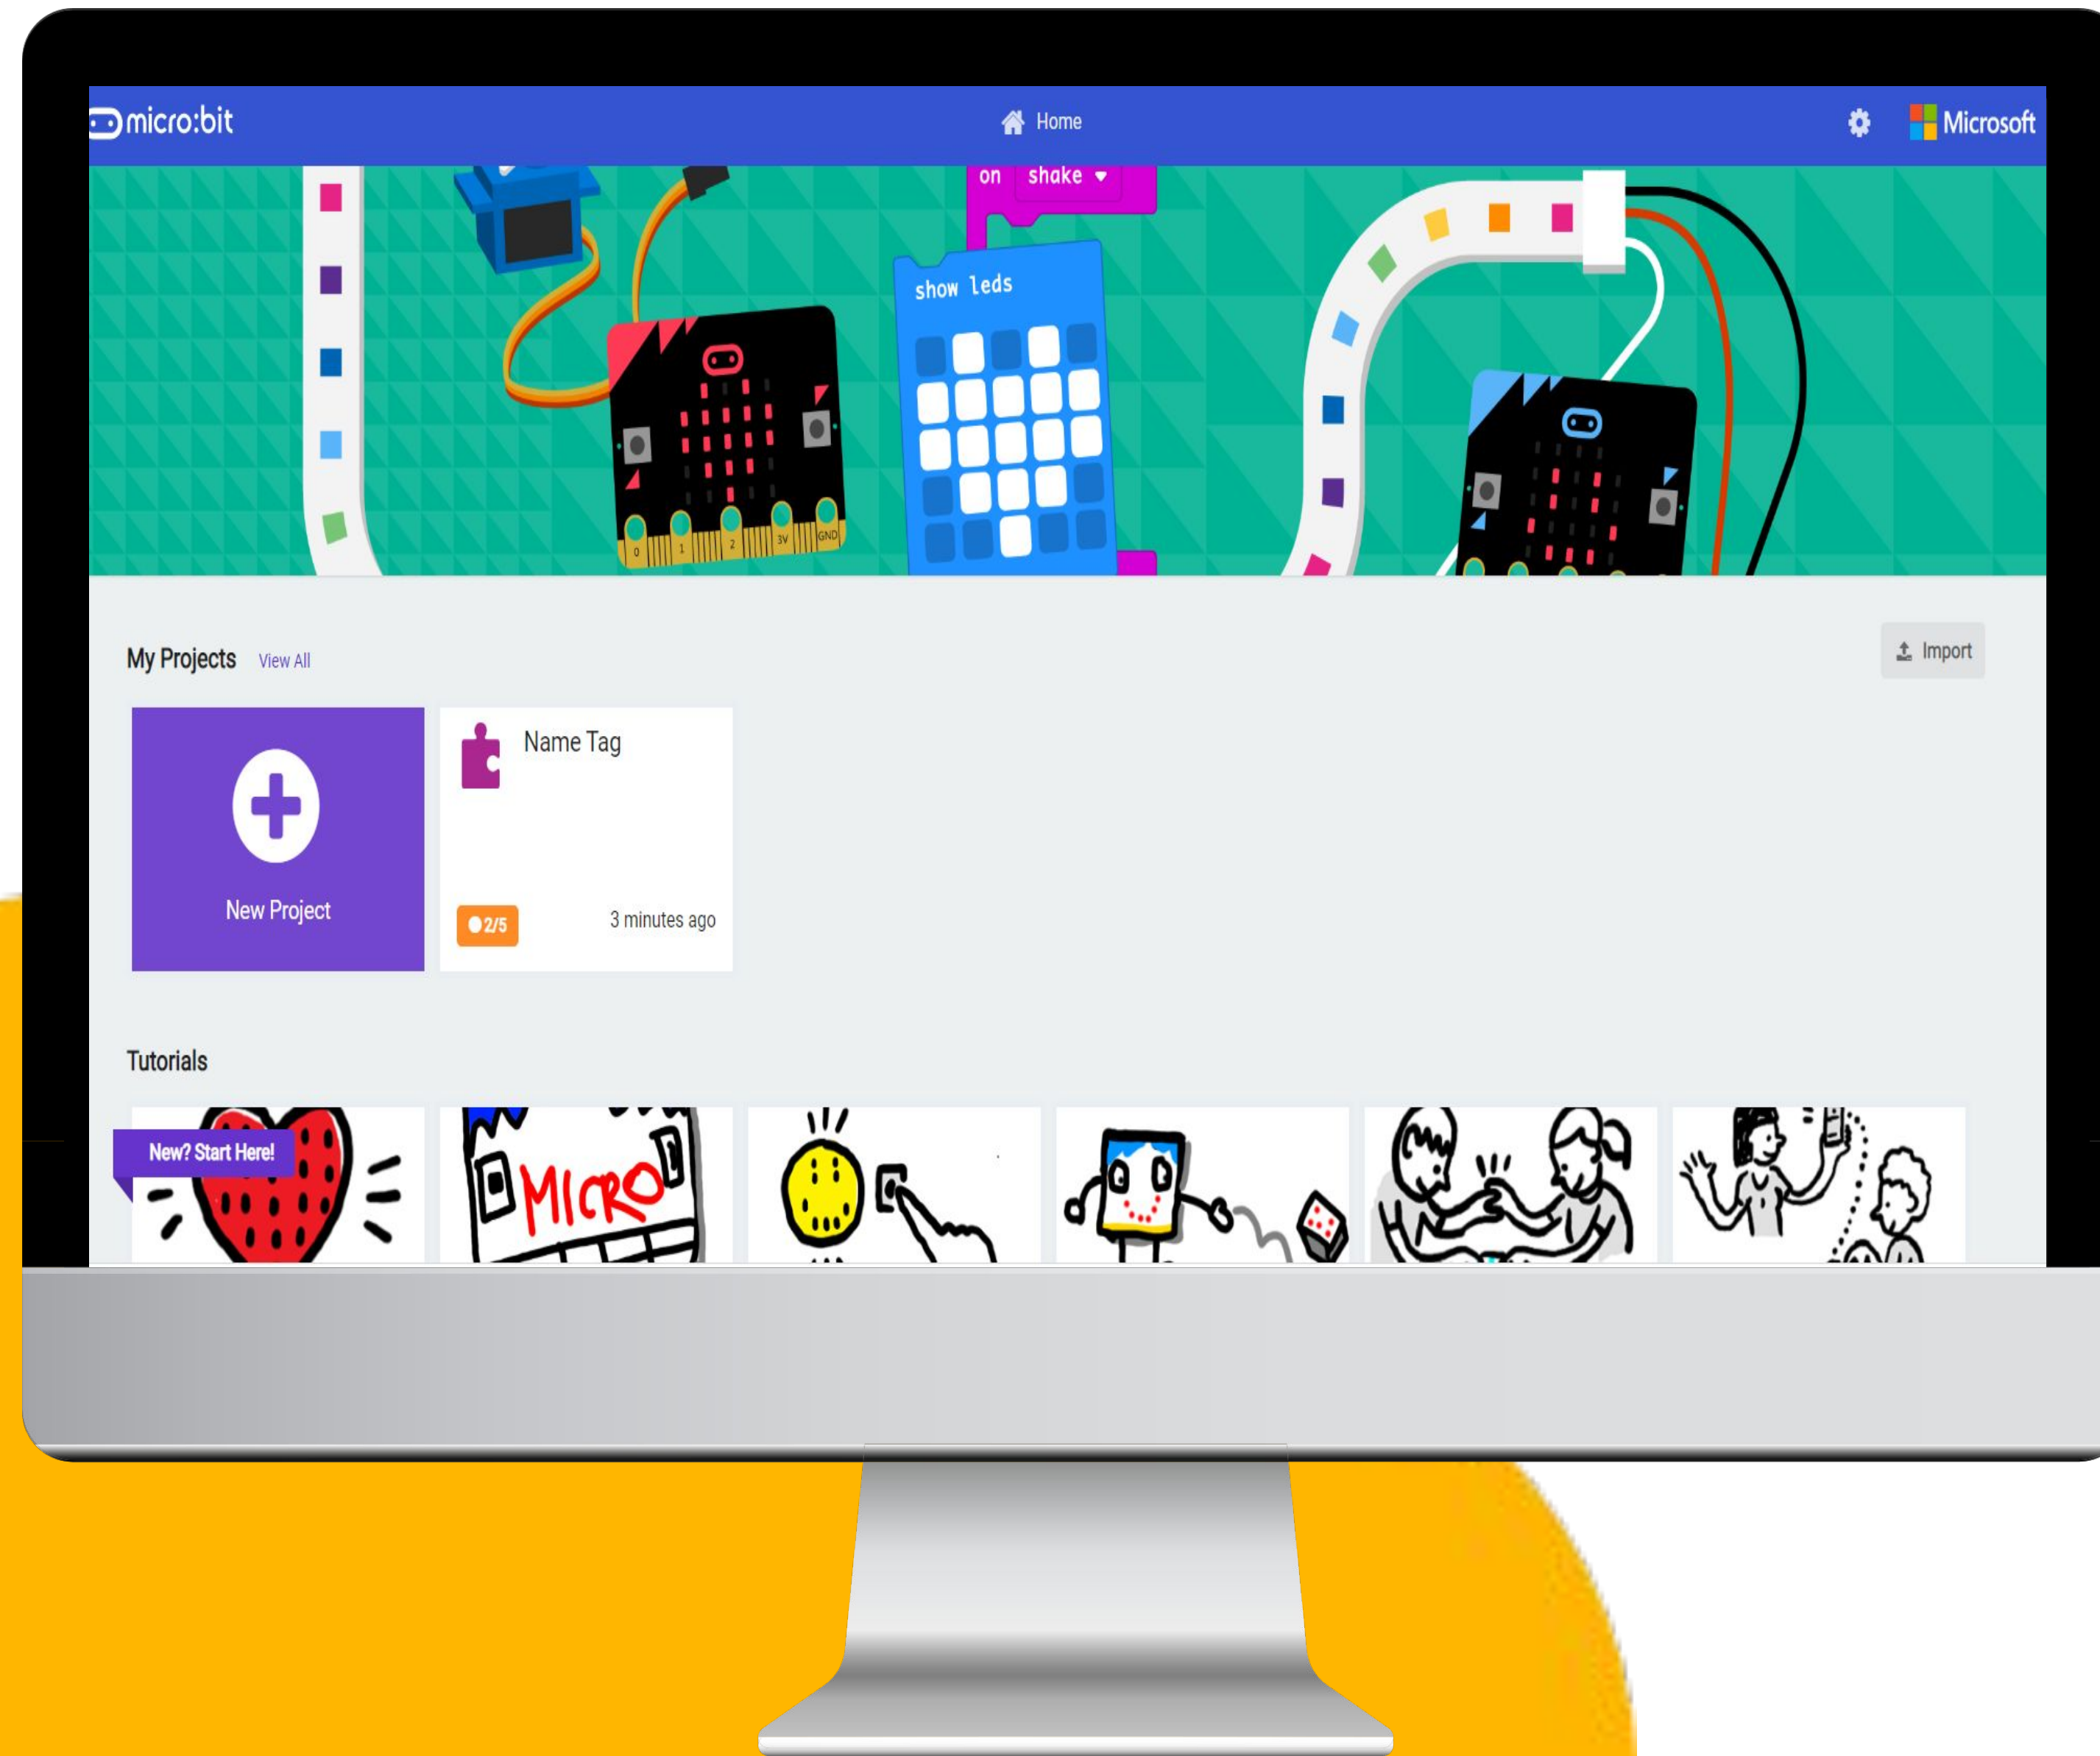 micro:bit
Home
Microsoft
on shake
show leds
0 1 2 3V GND
My Projects View All
Import
New Project
Name Tag
2/5
3 minutes ago
Tutorials
New? Start Here!
MICRO